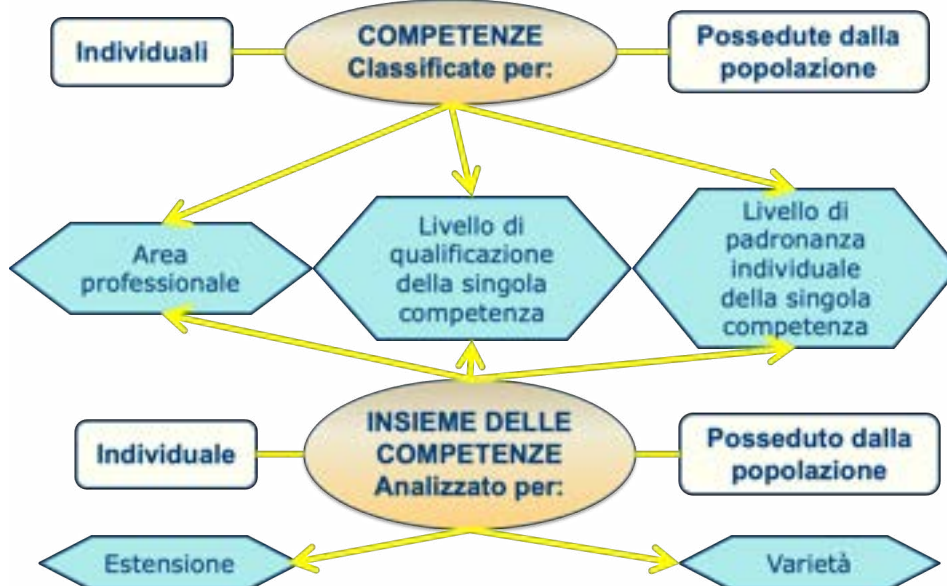 Individuali
COMPETENZE
Classificate per:
Possedute dalla
popolazione
Area
professionale
Livello di
qualificazione
della singola
competenza
Livello di
padronanza
individuale
della singola
competenza
Individuale
INSIEME DELLE
COMPETENZE
Analizzato per:
Posseduto dalla
popolazione
Estensione
Varietà